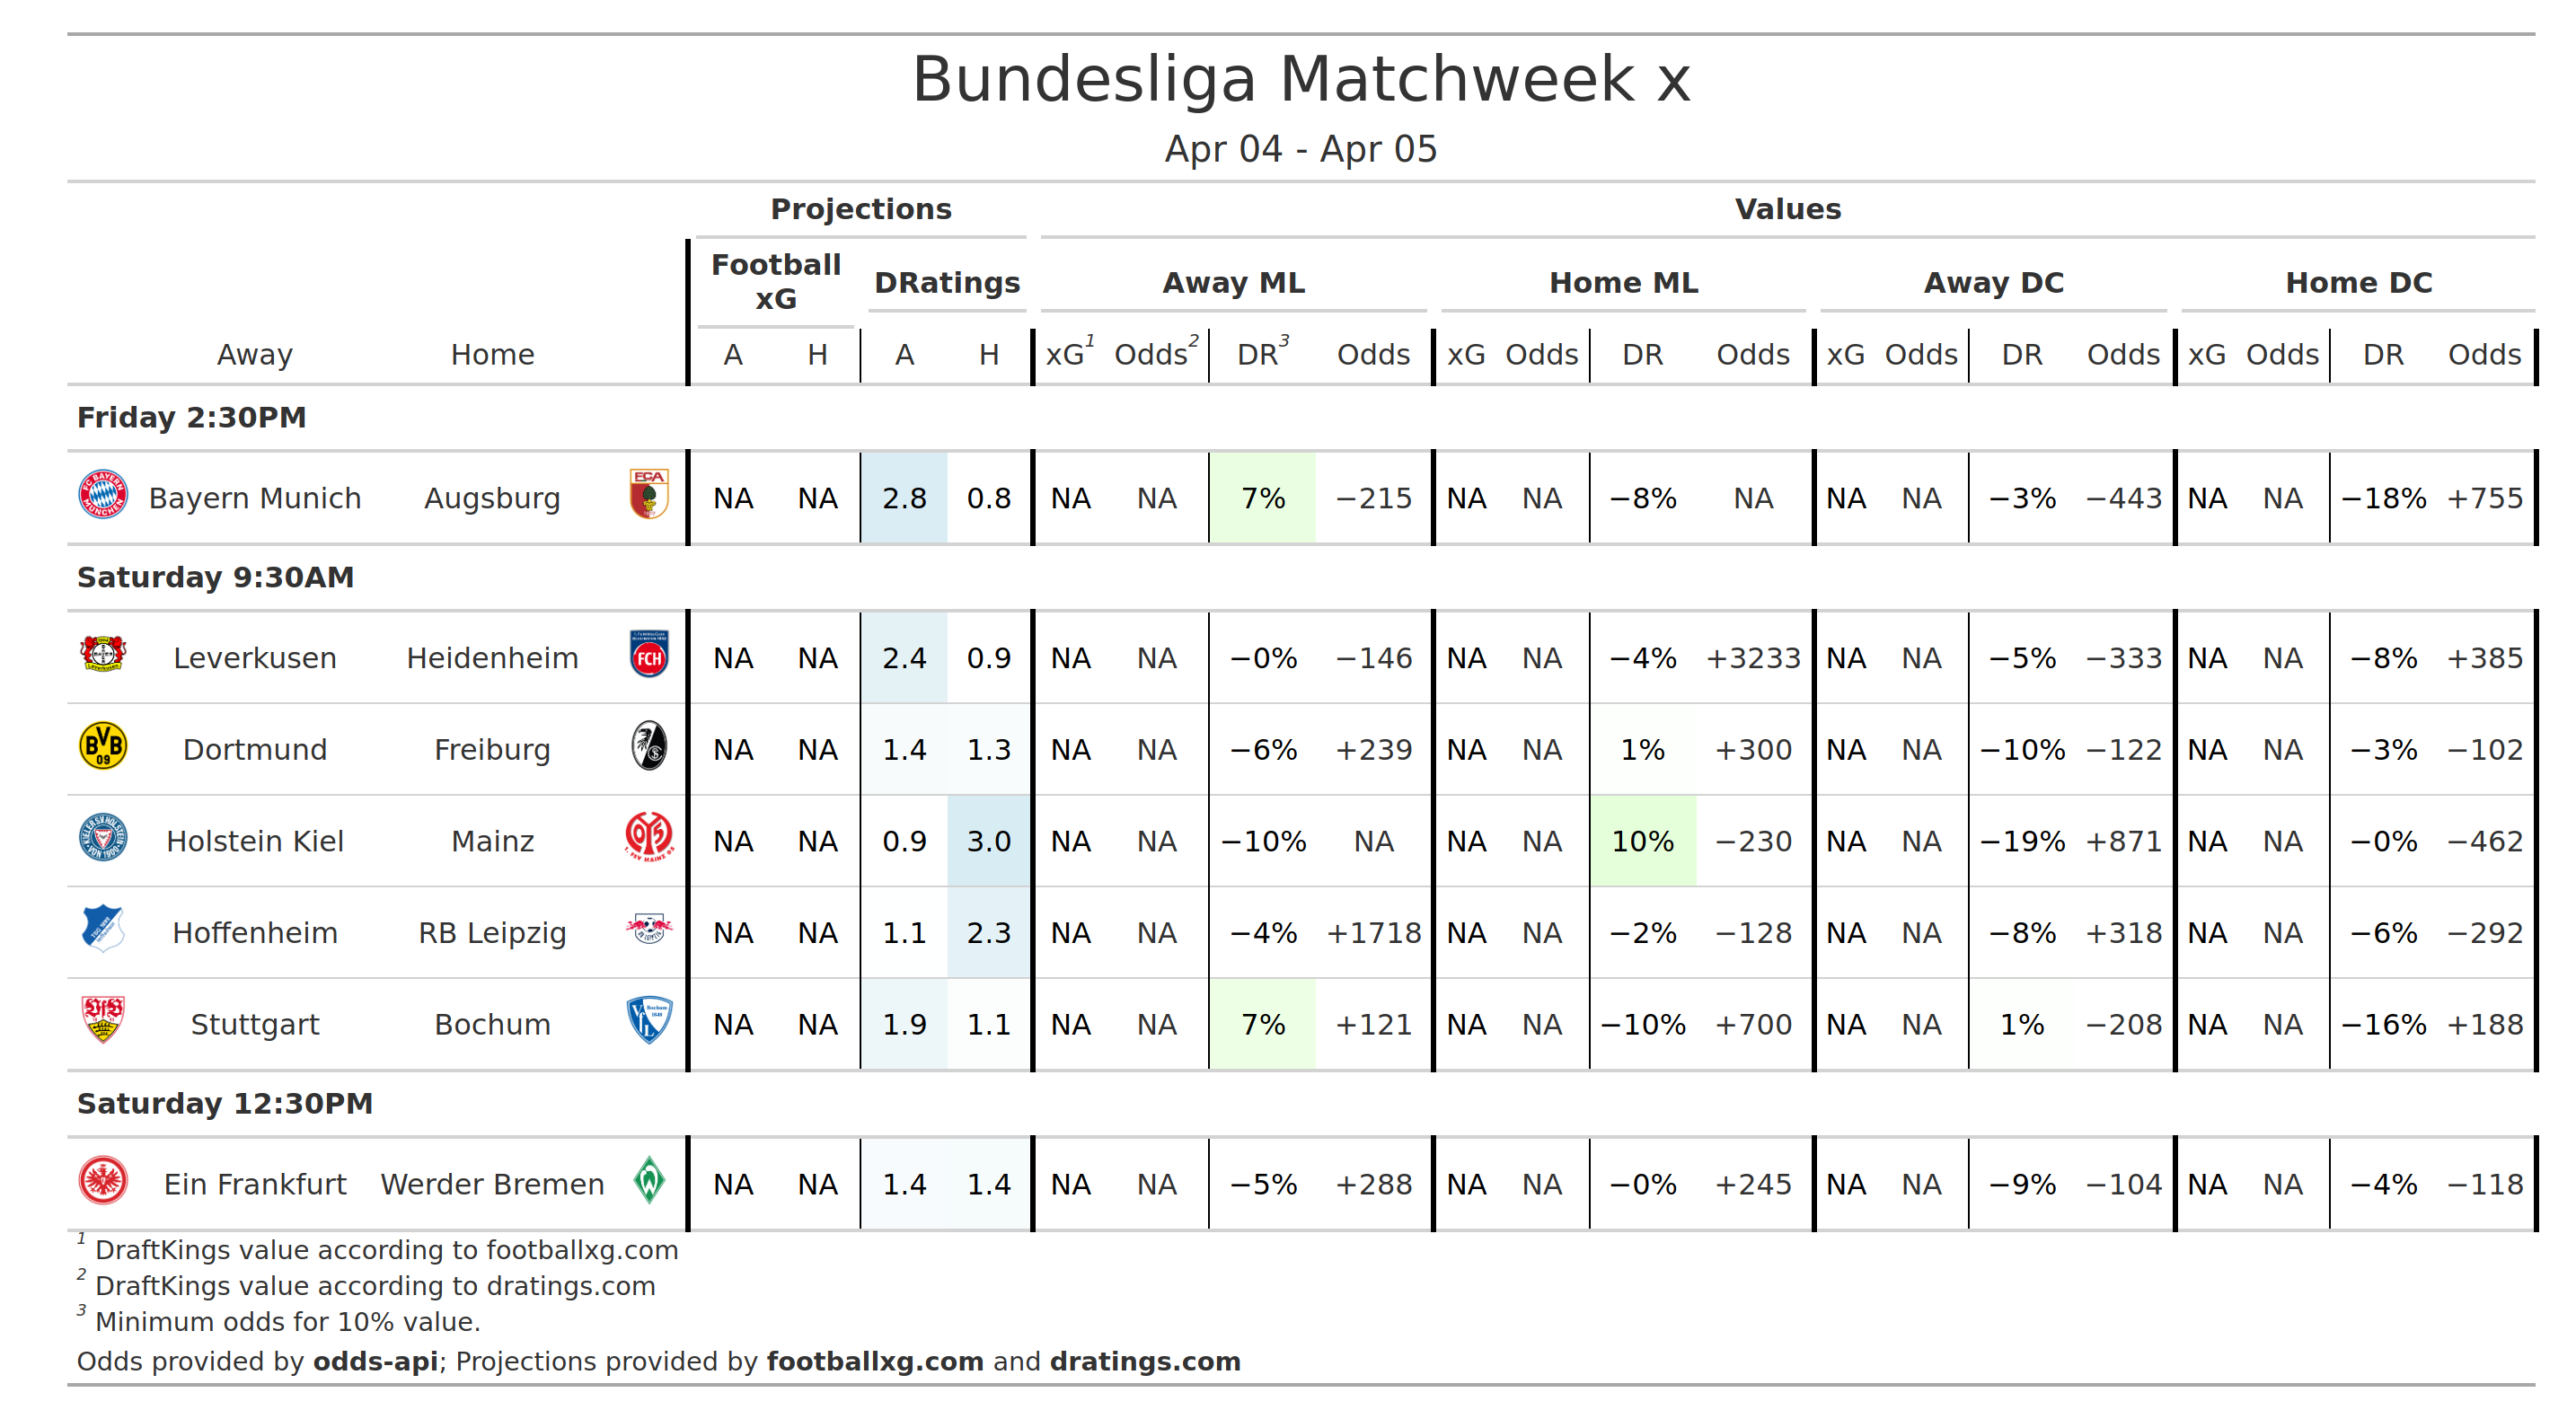 Bundesliga Matchweek x
Apr 04 - Apr 05
Projections Values
Football xG DRatings Away ML Home ML Away DC Home DC
Away Home A H A H xG1 Odds2 DR3 Odds xG Odds DR Odds xG Odds DR Odds xG Odds DR Odds
Friday 2:30PM
Bayern Munich Augsburg NA NA 2.8 0.8 NA NA 7% −215 NA NA −8% NA NA NA −3% −443 NA NA −18% +755
Saturday 9:30AM
Leverkusen Heidenheim NA NA 2.4 0.9 NA NA −0% −146 NA NA −4% +3233 NA NA −5% −333 NA NA −8% +385
Dortmund Freiburg NA NA 1.4 1.3 NA NA −6% +239 NA NA 1% +300 NA NA −10% −122 NA NA −3% −102
Holstein Kiel Mainz NA NA 0.9 3.0 NA NA −10% NA NA NA 10% −230 NA NA −19% +871 NA NA −0% −462
Hoffenheim RB Leipzig NA NA 1.1 2.3 NA NA −4% +1718 NA NA −2% −128 NA NA −8% +318 NA NA −6% −292
Stuttgart Bochum NA NA 1.9 1.1 NA NA 7% +121 NA NA −10% +700 NA NA 1% −208 NA NA −16% +188
Saturday 12:30PM
Ein Frankfurt Werder Bremen NA NA 1.4 1.4 NA NA −5% +288 NA NA −0% +245 NA NA −9% −104 NA NA −4% −118
1 DraftKings value according to footballxg.com
2 DraftKings value according to dratings.com
3 Minimum odds for 10% value.
Odds provided by odds-api; Projections provided by footballxg.com and dratings.com